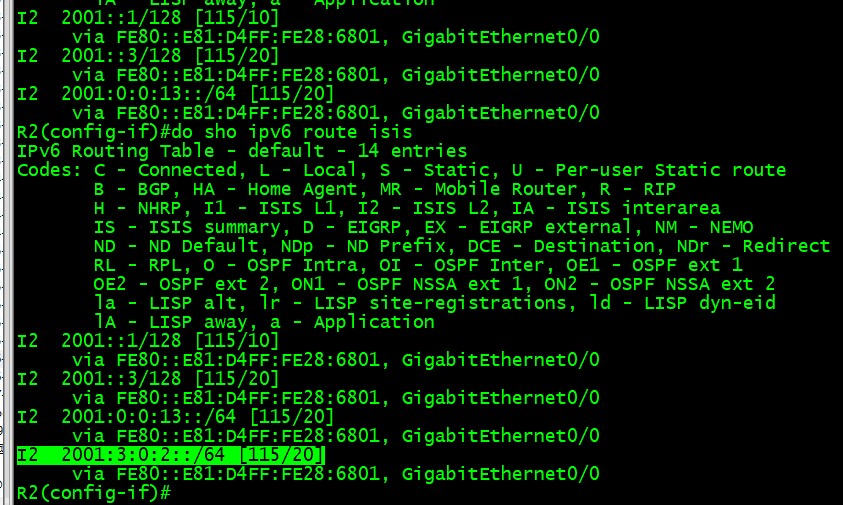 lA - LISP away, a - Application
I2  2001::1/128 [115/10]
     via FE80::E81:D4FF:FE28:6801, GigabitEthernet0/0
I2  2001::3/128 [115/20]
     via FE80::E81:D4FF:FE28:6801, GigabitEthernet0/0
I2  2001:0:0:13::/64 [115/20]
     via FE80::E81:D4FF:FE28:6801, GigabitEthernet0/0
R2(config-if)#do sho ipv6 route isis
IPv6 Routing Table - default - 14 entries
Codes: C - Connected, L - Local, S - Static, U - Per-user Static route
       B - BGP, HA - Home Agent, MR - Mobile Router, R - RIP
       H - NHRP, I1 - ISIS L1, I2 - ISIS L2, IA - ISIS interarea
       IS - ISIS summary, D - EIGRP, EX - EIGRP external, NM - NEMO
       ND - ND Default, NDp - ND Prefix, DCE - Destination, NDr - Redirect
       RL - RPL, O - OSPF Intra, OI - OSPF Inter, OE1 - OSPF ext 1
       OE2 - OSPF ext 2, ON1 - OSPF NSSA ext 1, ON2 - OSPF NSSA ext 2
       la - LISP alt, lr - LISP site-registrations, ld - LISP dyn-eid
       lA - LISP away, a - Application
I2  2001::1/128 [115/10]
     via FE80::E81:D4FF:FE28:6801, GigabitEthernet0/0
I2  2001::3/128 [115/20]
     via FE80::E81:D4FF:FE28:6801, GigabitEthernet0/0
I2  2001:0:0:13::/64 [115/20]
     via FE80::E81:D4FF:FE28:6801, GigabitEthernet0/0
I2  2001:3:0:2::/64 [115/20]
     via FE80::E81:D4FF:FE28:6801, GigabitEthernet0/0
R2(config-if)#